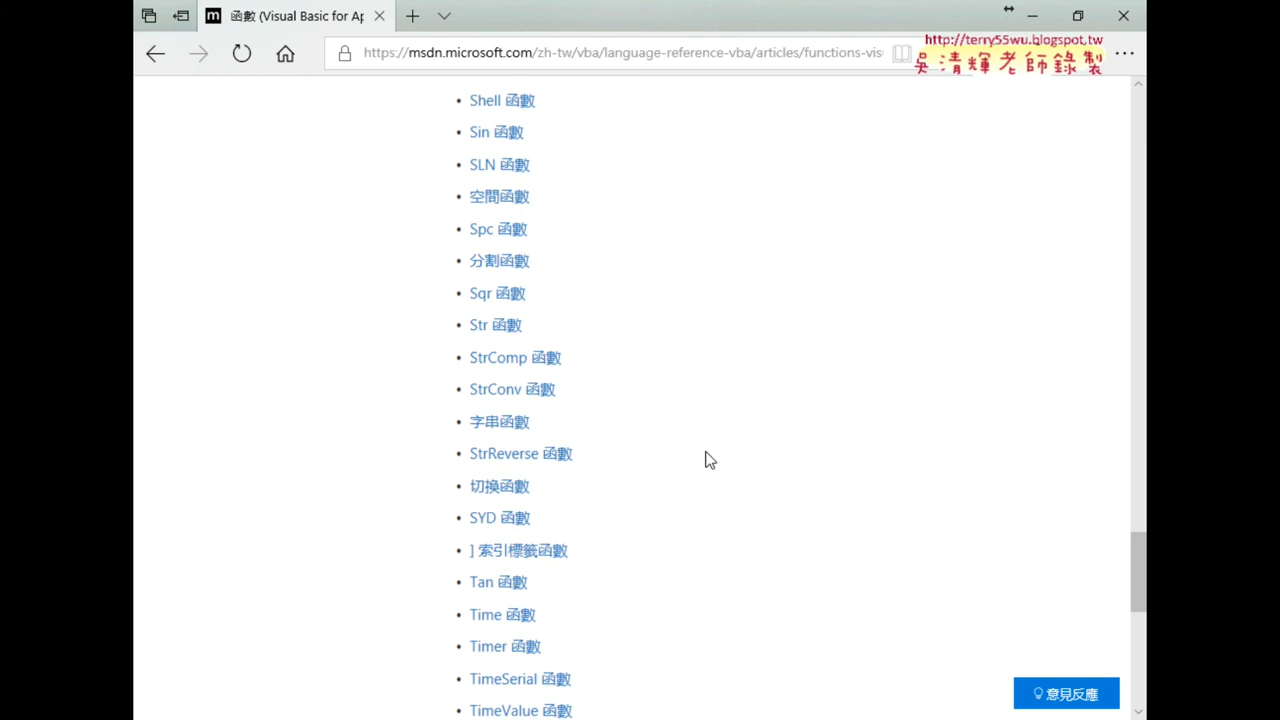 函數 (Visual Basic for Ap
http://terry55wu.blogspot.tw
https://msdn.microsoft.com/zh-tw/vba/language-reference-vba/articles/functions-vis
吳清輝老師錄製
• Shell 函數
• Sin 函數
• SLN 函數
• 空間函數
• Spc 函數
• 分割函數
• Sqr 函數
• Str 函數
• StrComp 函數
• StrConv 函數
• 字串函數
• StrReverse 函數
• 切換函數
• SYD 函數
• ] 索引標籤函數
• Tan 函數
• Time 函數
• Timer 函數
• TimeSerial 函數
• TimeValue 函數
意見反應